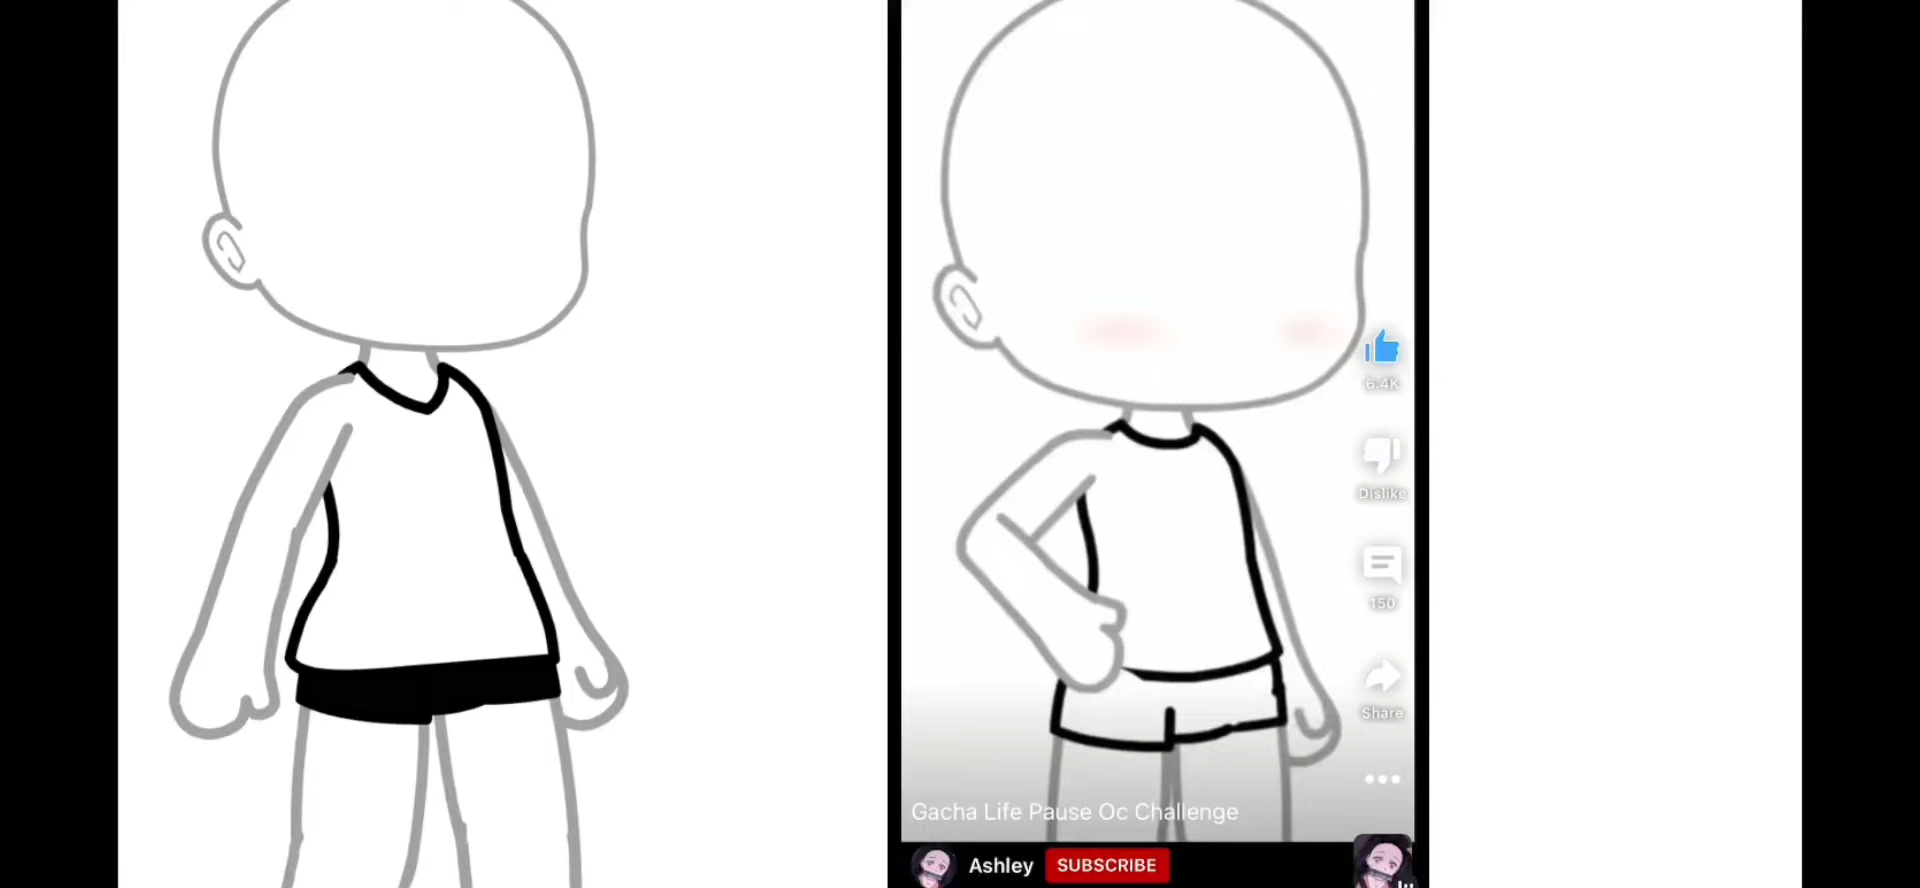 6.4K
Dislike
150
Share
Gacha Life Pause Oc Challenge
Ashley
SUBSCRIBE